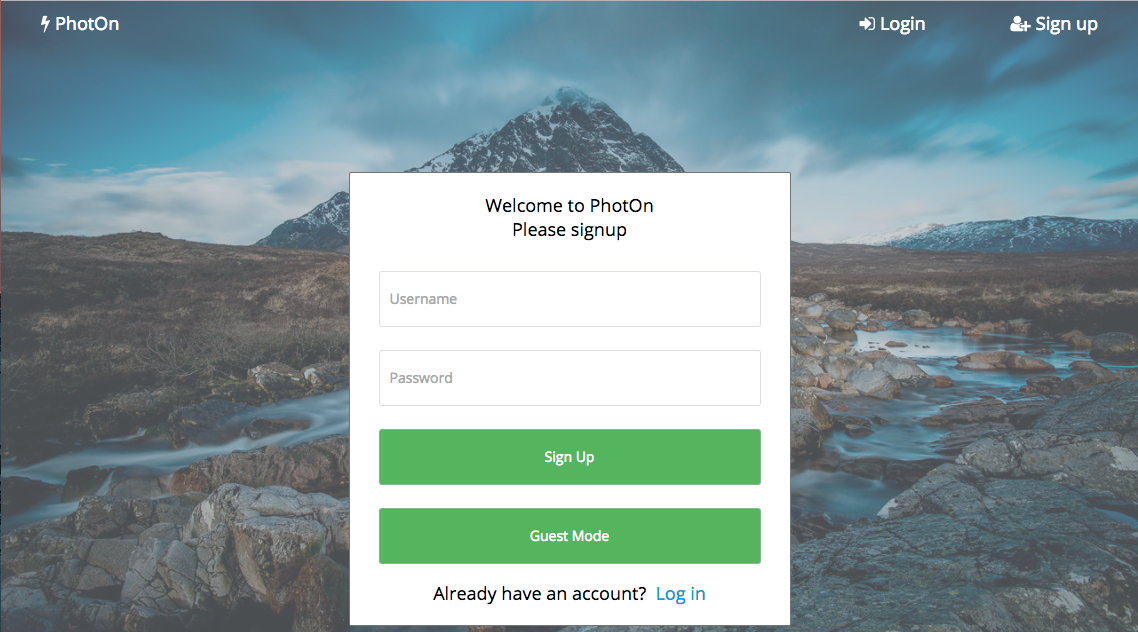 PhotOn
Login
Sign up
Welcome to PhotOn
Please signup
Username
Password
Sign Up
Guest Mode
Already have an account? Log in